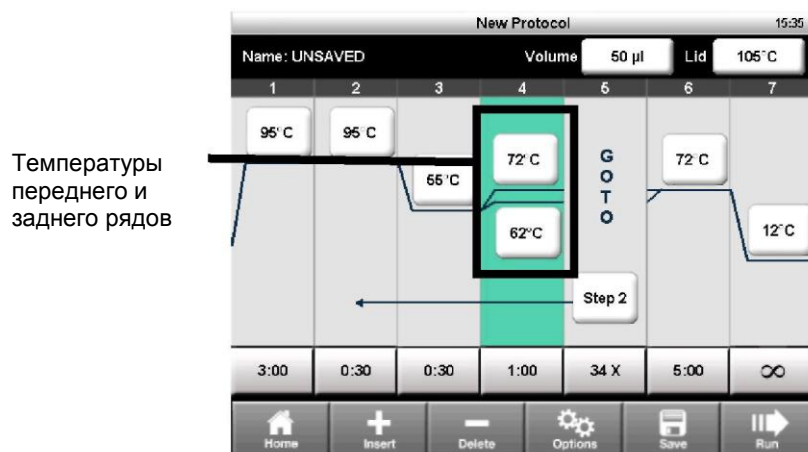 New Protocol 15:35
Name: UNSAVED Volume 50 µl Lid 105°C
1 2 3 4 5 6 7
95°C 95°C 72°C 72°C
Температуры
переднего и
заднего рядов
55°C
62°C
12°C
G
O
T
O
Step 2
3:00 0:30 0:30 1:00 34 X 5:00 ∞
Home Insert Delete Options Save Run